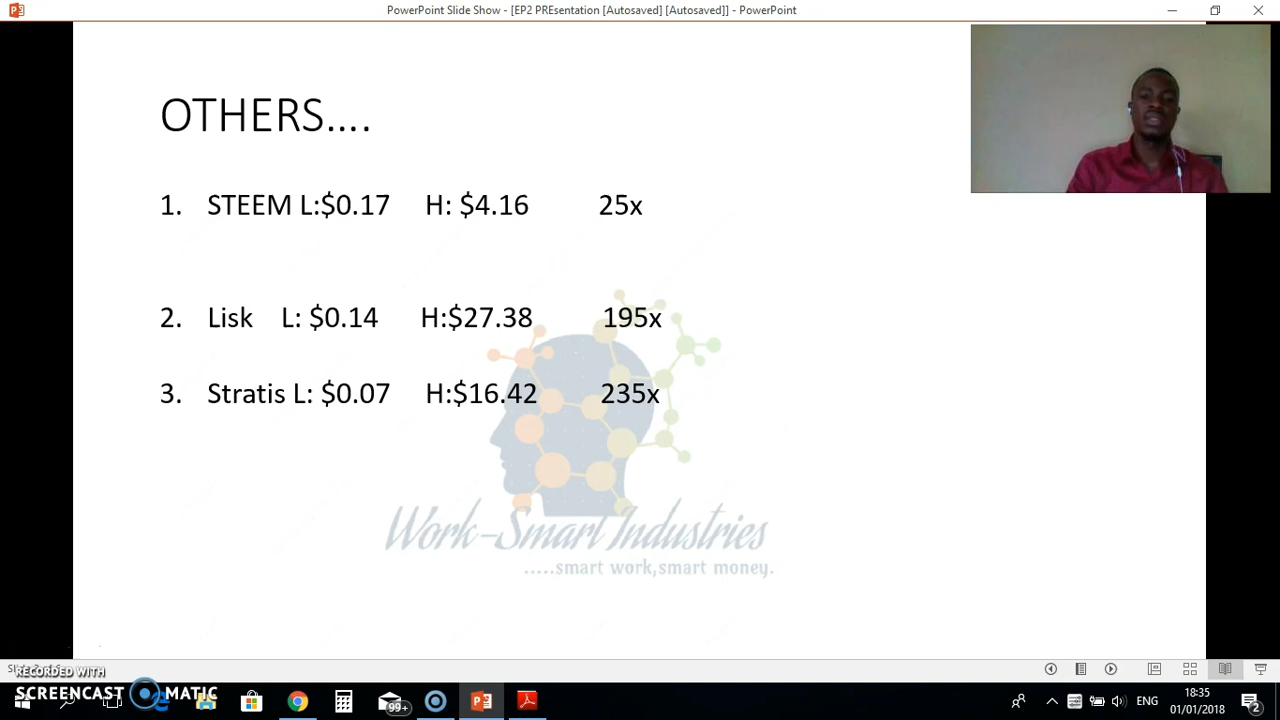 PowerPoint Slide Show - [EP2 PREsentation [Autosaved] [Autosaved]] - PowerPoint
OTHERS....
1. STEEM L:$0.17 H: $4.16 25x
2. Lisk L: $0.14 H:$27.38 195x
3. Stratis L: $0.07 H:$16.42 235x
Work-Smart Industries
.....smart work,smart money.
RECORDED WITH
SCREENCAST MATIC
99+
ENG
18:35
01/01/2018
2